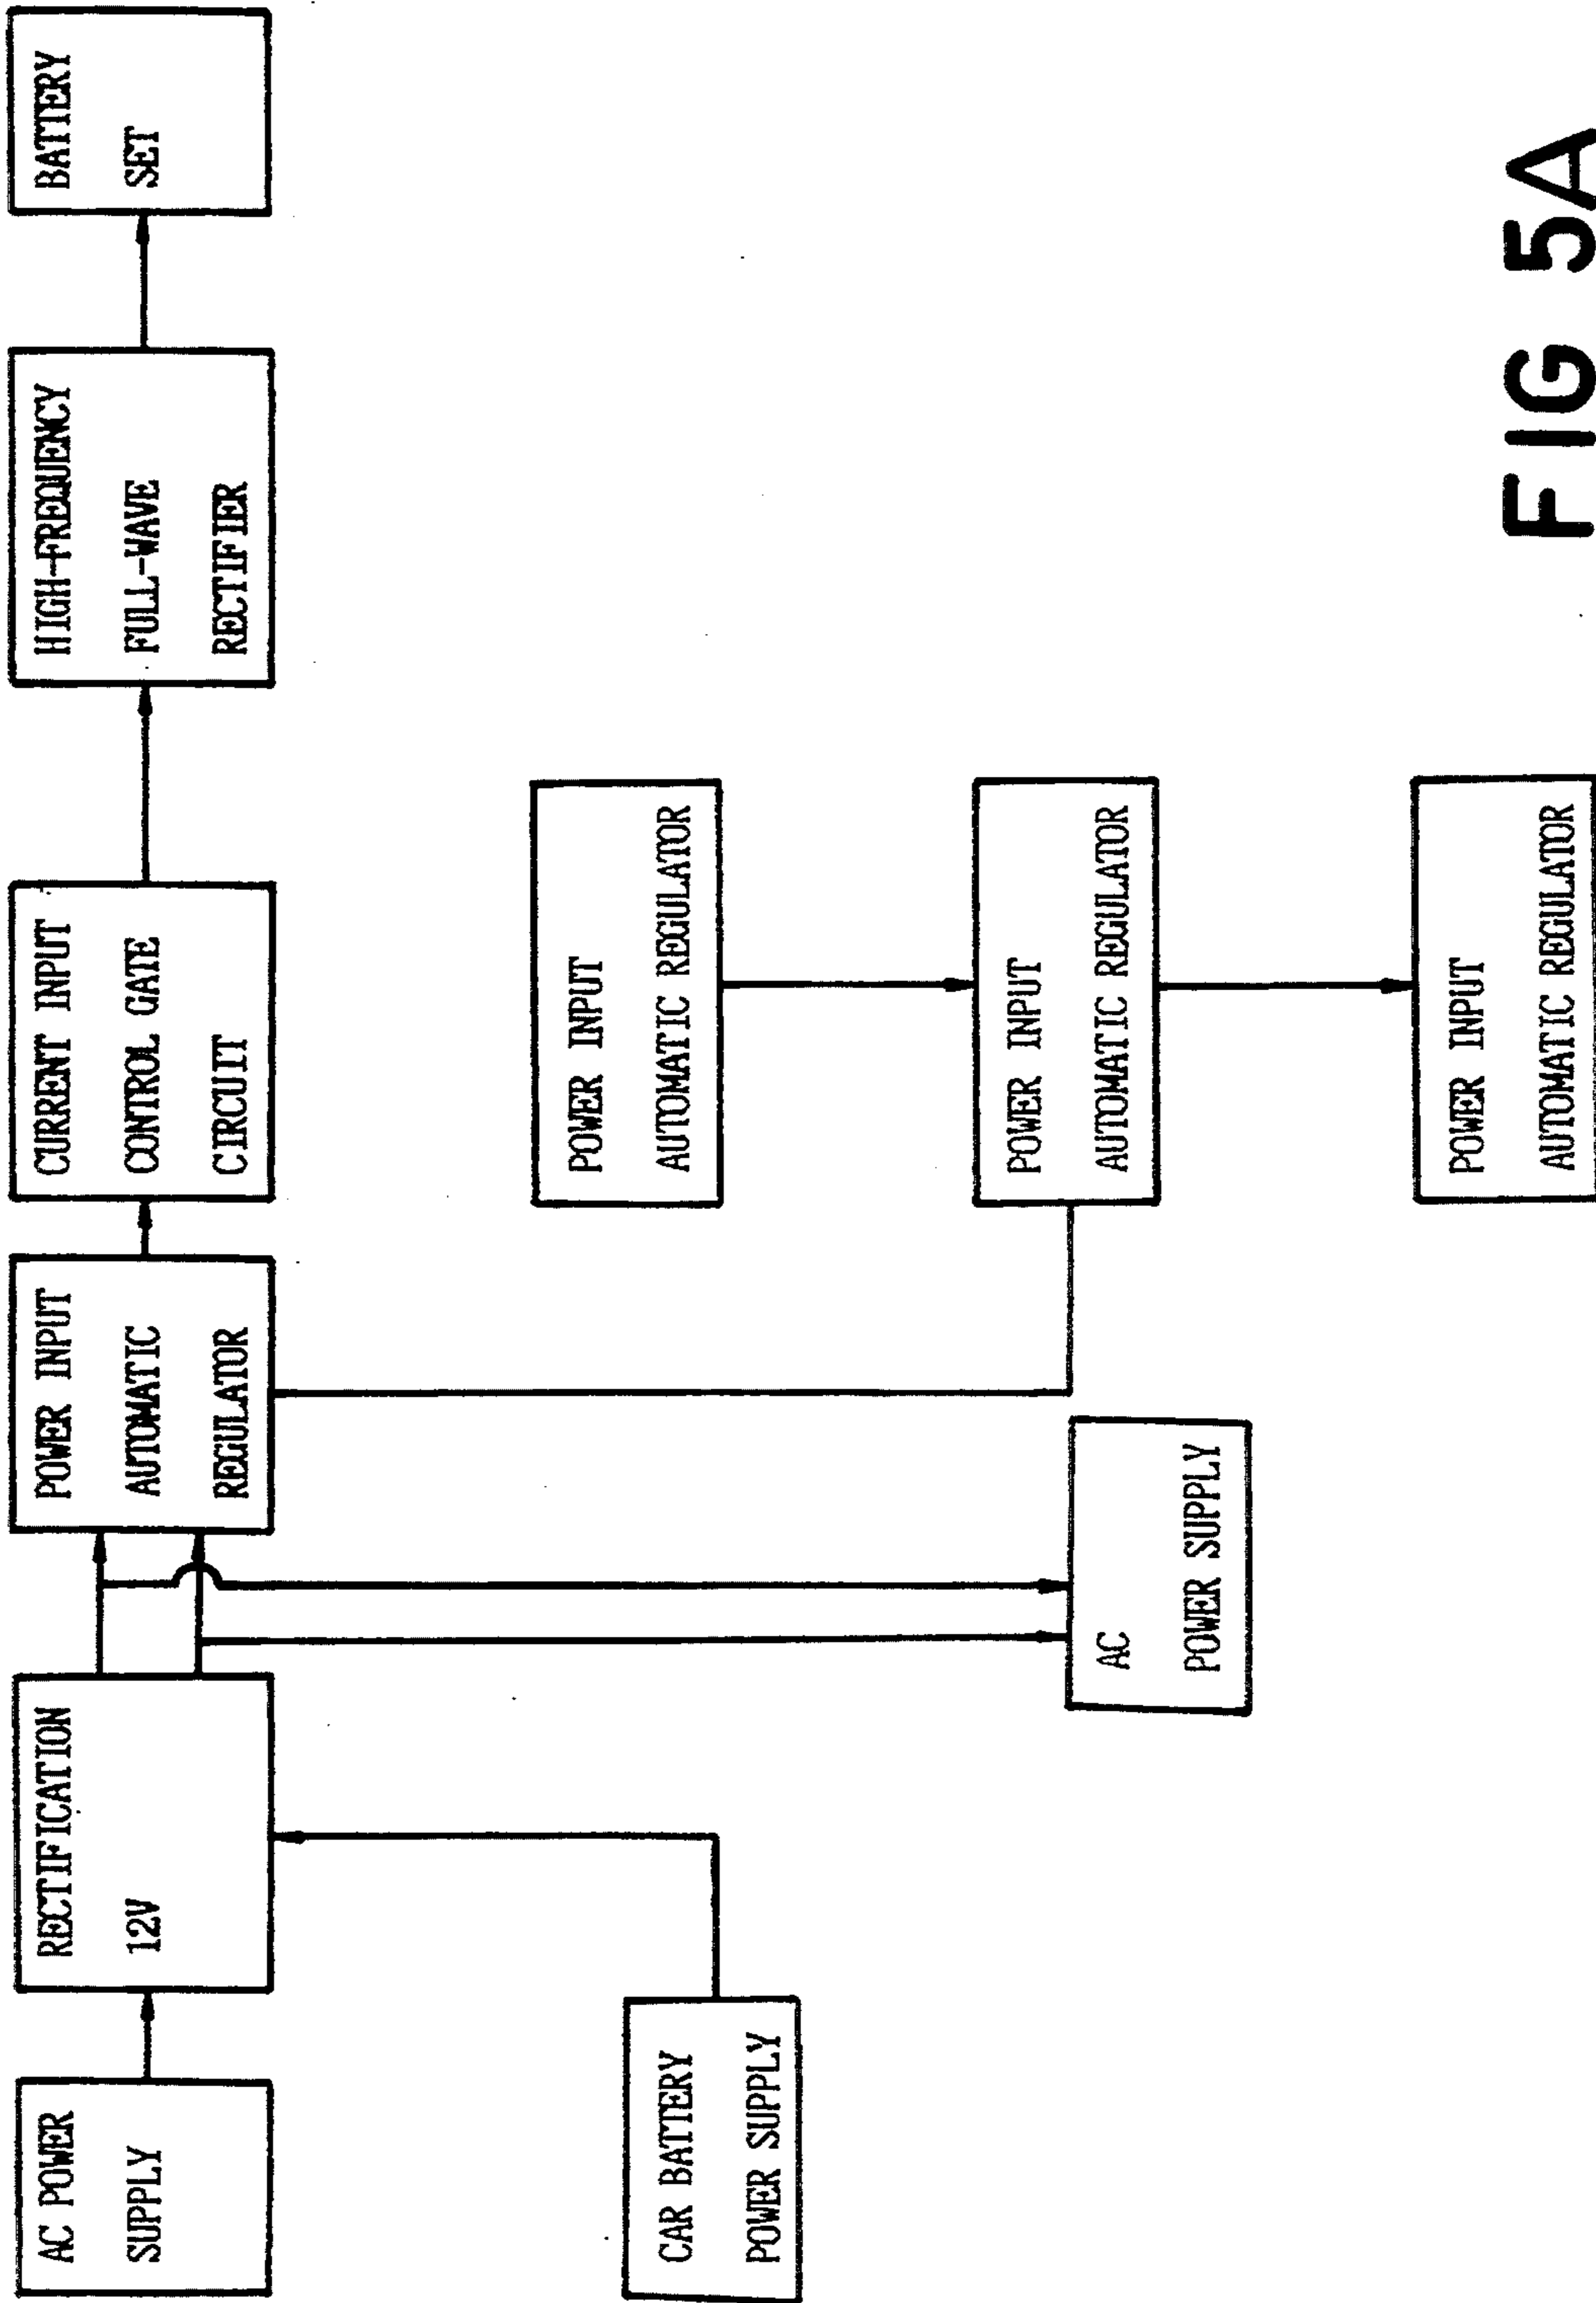 AC POWER
SUPPLY
RECTIFICATION
12V
POWER INPUT
AUTOMATIC
REGULATOR
CURRENT INPUT
CONTROL GATE
CIRCUIT
HIGH-FREQUENCY
FULL-WAVE
RECTIFIER
BATTERY
SET
CAR BATTERY
POWER SUPPLY
AC
POWER SUPPLY
POWER INPUT
AUTOMATIC REGULATOR
POWER INPUT
AUTOMATIC REGULATOR
POWER INPUT
AUTOMATIC REGULATOR
FIG 5A